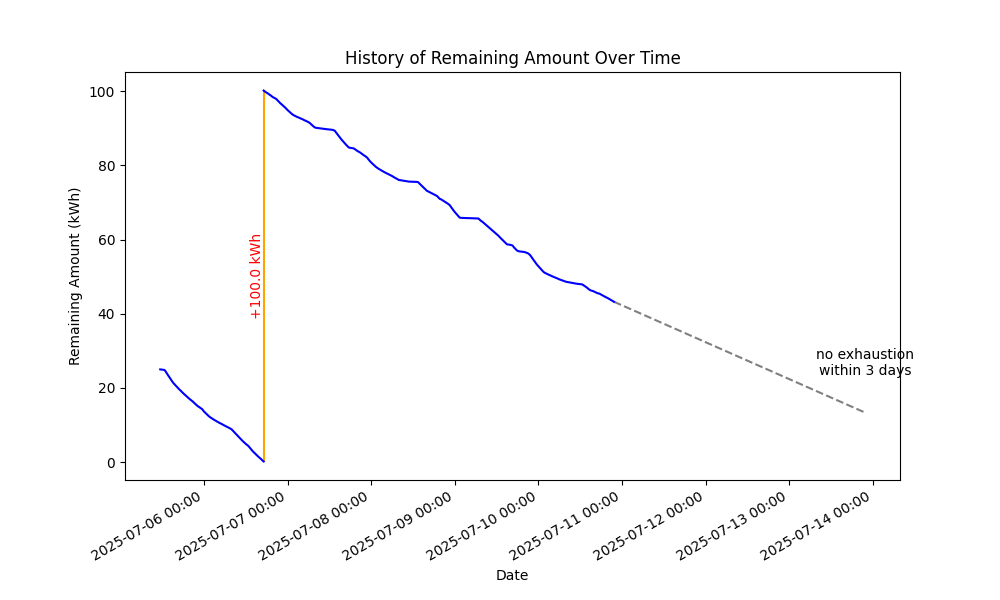 History of Remaining Amount Over Time
Remaining Amount (kWh)
100
80
60
40
20
0
+100.0 kWh
no exhaustion
within 3 days
2025-07-06 00:00
2025-07-07 00:00
2025-07-08 00:00
2025-07-09 00:00
2025-07-10 00:00
2025-07-11 00:00
2025-07-12 00:00
2025-07-13 00:00
2025-07-14 00:00
Date